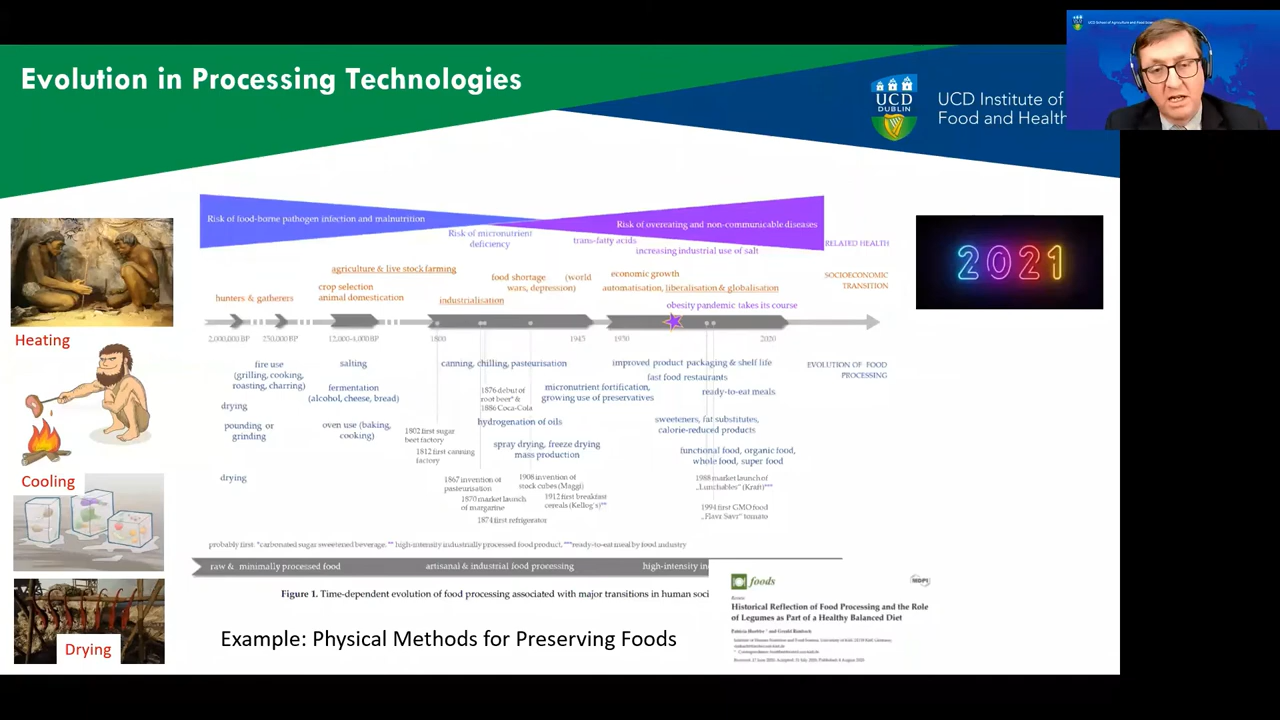 UCD School of Agriculture and Food Science
Evolution in Processing Technologies
UCD
DUBLIN
UCD Institute of
Food and Health
Risk of food-borne pathogen infection and malnutrition
Risk of overeating and non-communicable diseases
Risk of micronutrient
deficiency
trans-fatty acids
increasing industrial use of salt
RELATED HEALTH
agriculture & live stock farming
hunters & gatherers
crop selection
animal domestication
industrialisation
food shortage (world
wars, depression)
economic growth
automatisation, liberalisation & globalisation
obesity pandemic takes its course
SOCIOECONOMIC
TRANSITION
2,000,000 BP
250,000 BP
12,000-4,000BP
1800
1945
1950
2020
fire use
(grilling, cooking,
roasting, charring)
drying
pounding or
grinding
drying
salting
fermentation
(alcohol, cheese, bread)
oven use (baking,
cooking)
canning, chilling, pasteurisation
1876 debut of
root beer* &
1886 Coca-Cola
micronutrient fortification,
growing use of preservatives
hydrogenation of oils
1802 first sugar
beet factory
1812 first canning
factory
spray drying, freeze drying
mass production
1867 invention of
pasteurisation
1908 invention of
stock cubes (Maggi)
1870 market launch
of margarine
1912 first breakfast
cereals (Kellog's)**
1874 first refrigerator
improved product packaging & shelf life
fast food restaurants
ready-to-eat meals
sweeteners, fat substitutes,
calorie-reduced products
functional food, organic food,
whole food, super food
1988 market launch of
„Lunchables" (Kraft)***
1994 first GMO food
„Flavr Savr" tomato
EVOLUTION OF FOOD
PROCESSING
probably first: *carbonated sugar sweetened beverage, ** high-intensity industrially processed food product, ***ready-to-eat meal by food industry
raw & minimally processed food
artisanal & industrial food processing
high-intensity in
Figure 1. Time-dependent evolution of food processing associated with major transitions in human soci
Heating
Cooling
Drying
2021
Example: Physical Methods for Preserving Foods
foods
MDPI
Review
Historical Reflection of Food Processing and the Role
of Legumes as Part of a Healthy Balanced Diet